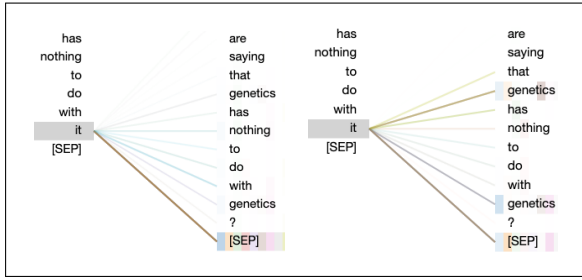 has
nothing
to
do
with
it
[SEP]
are
saying
that
genetics
has
nothing
to
do
with
genetics
?
[SEP]
has
nothing
to
do
with
it
[SEP]
are
saying
that
genetics
has
nothing
to
do
with
genetics
?
[SEP]